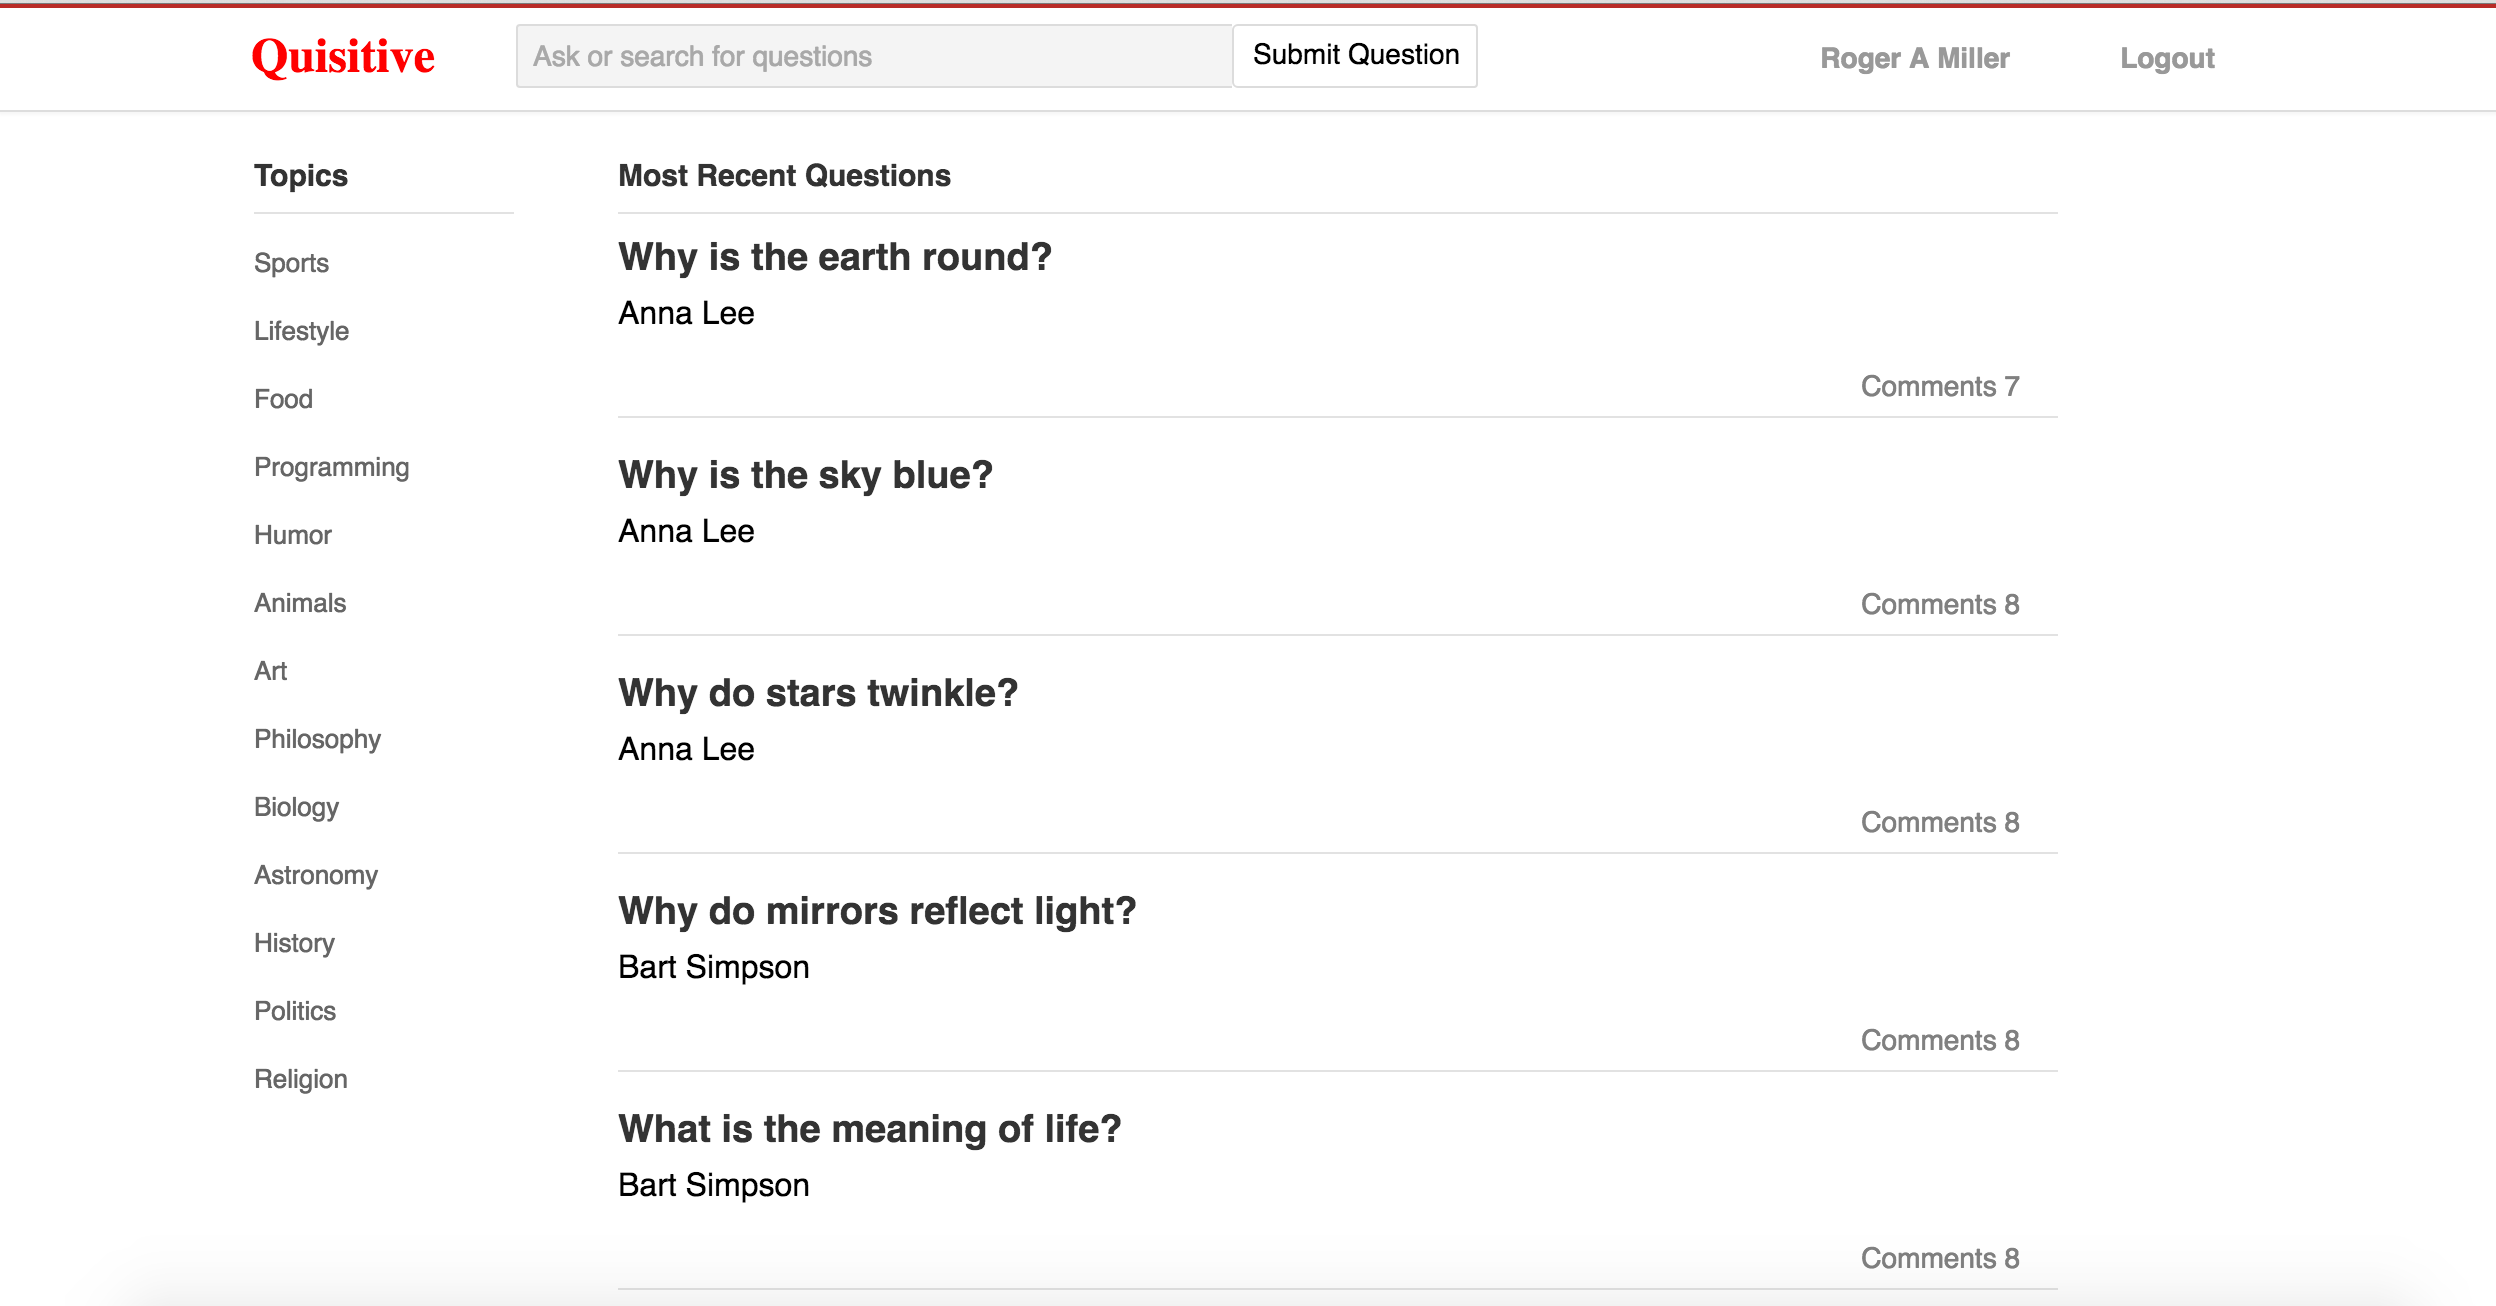 Quisitive
Ask or search for questions
Submit Question
Roger A Miller
Logout
Topics
Sports
Lifestyle
Food
Programming
Humor
Animals
Art
Philosophy
Biology
Astronomy
History
Politics
Religion
Most Recent Questions
Why is the earth round?
Anna Lee
Comments 7
Why is the sky blue?
Anna Lee
Comments 8
Why do stars twinkle?
Anna Lee
Comments 8
Why do mirrors reflect light?
Bart Simpson
Comments 8
What is the meaning of life?
Bart Simpson
Comments 8